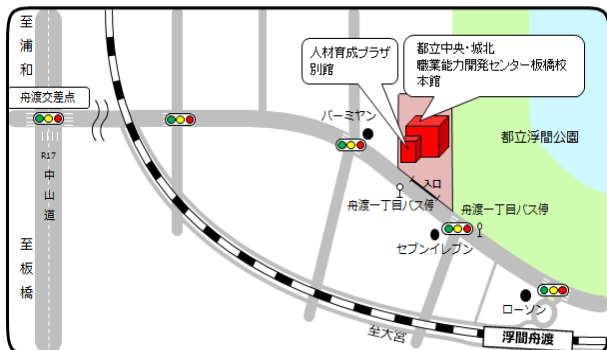 至浦和
人材育成プラザ
別館
都立中央・城北
職業能力開発センター板橋校
本館
舟渡交差点
バーミヤン
都立浮間公園
R17
中山道
入口
舟渡一丁目バス停
舟渡一丁目バス停
セブンイレブン
至板橋
ローソン
至大宮
浮間舟渡